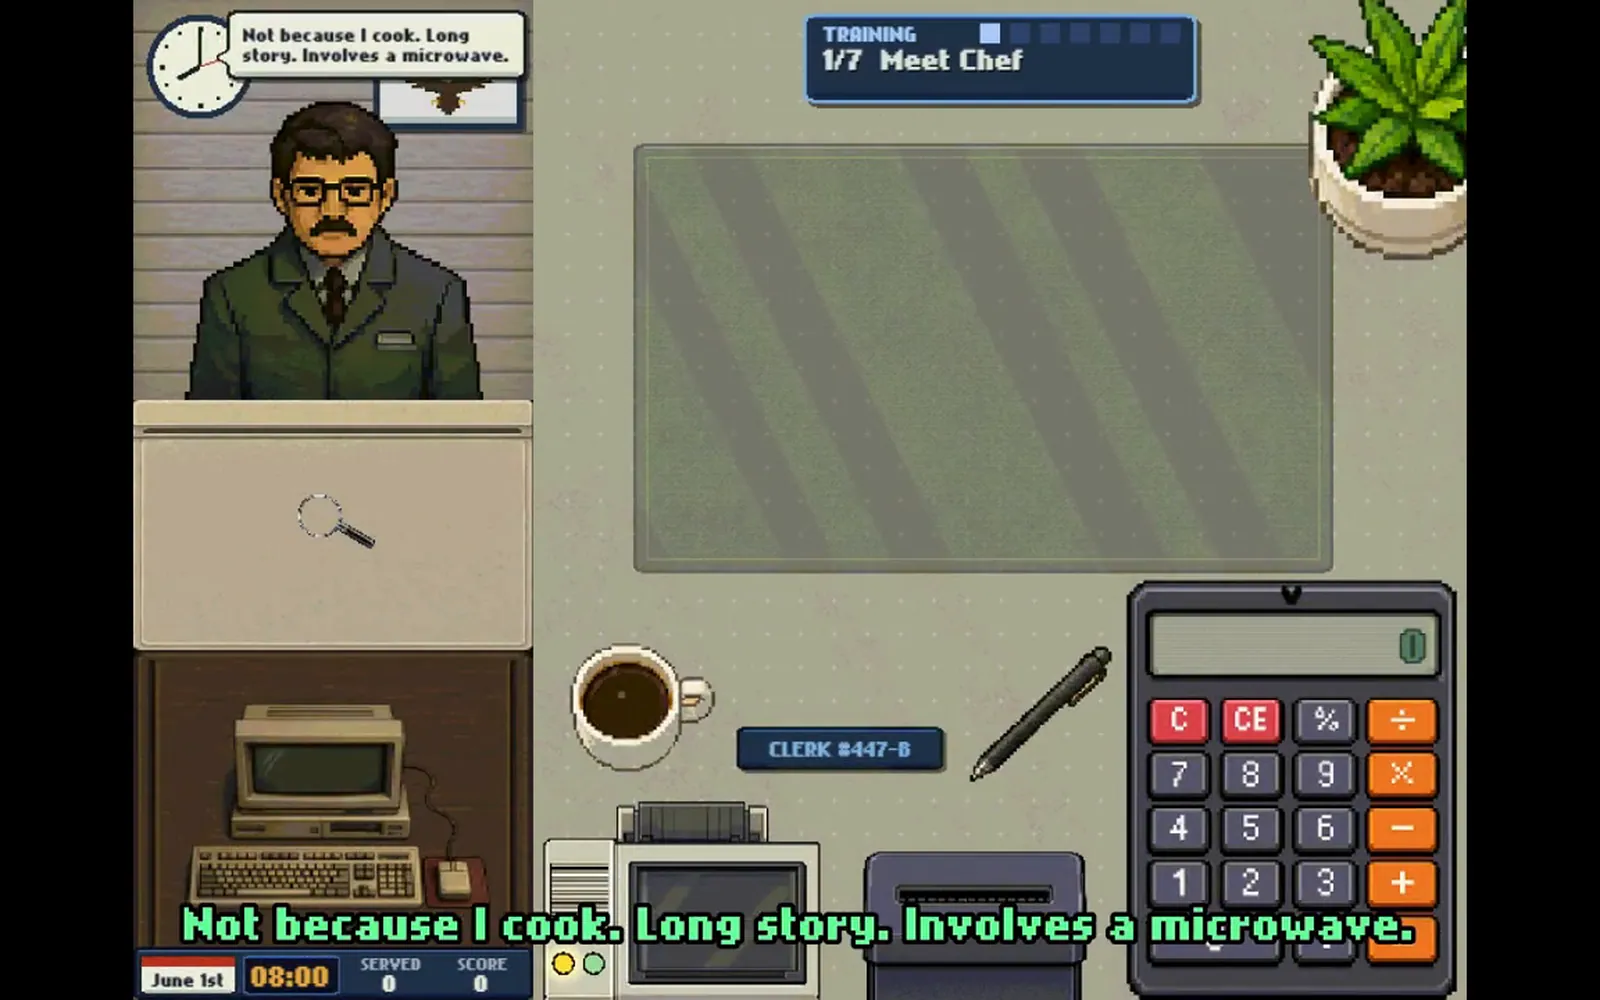 Not because I cook. Long
story. Involves a microwave.
TRAINING
1/7 Meet Chef
0
C CE % ÷
7 8 9 ×
4 5 6 −
1 2 3 +
CLERK #447-B
Not because I cook. Long story. Involves a microwave.
June 1st
08:00
SERVED
0
SCORE
0